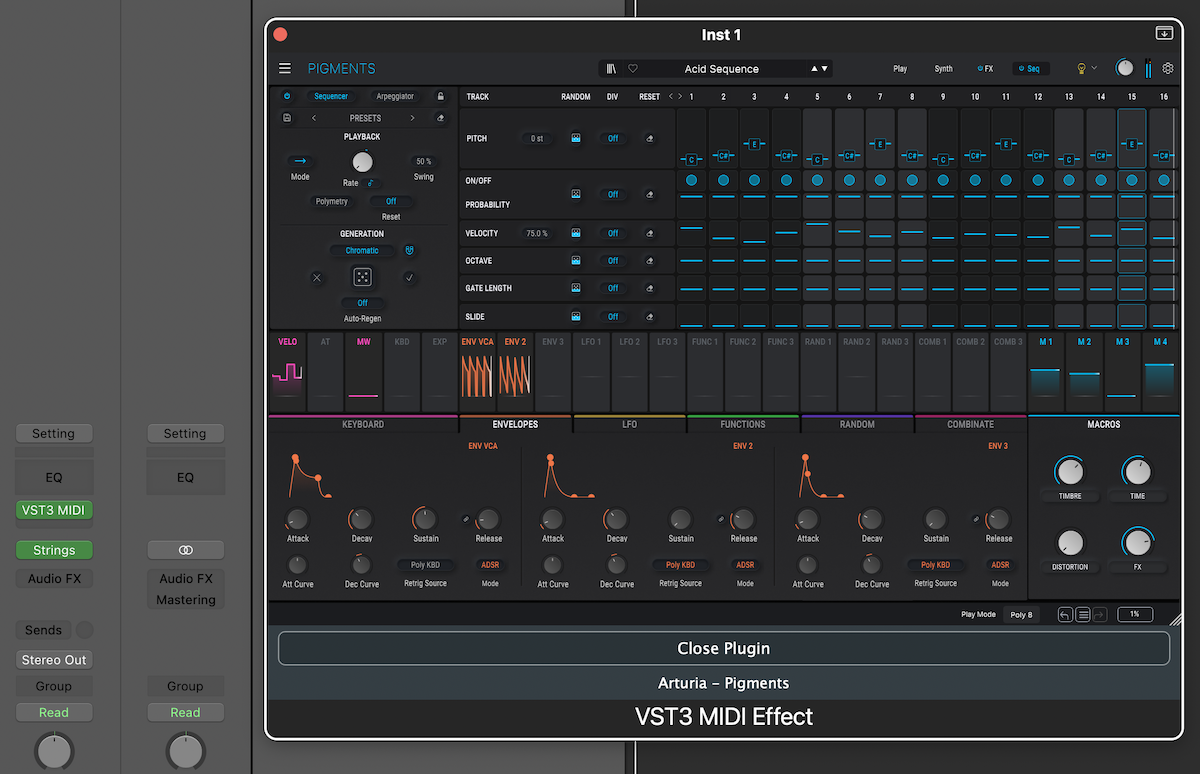 Inst 1
PIGMENTS
Acid Sequence
Play Synth FX Seq
Sequencer Arpeggiator
PRESETS
PLAYBACK
50 %
Mode Rate Swing
Polymetry Off
Reset
GENERATION
Chromatic
Off
Auto-Regen
TRACK RANDOM DIV RESET 1 2 3 4 5 6 7 8 9 10 11 12 13 14 15 16
PITCH 0 st Off C C# E C# C C# E C# C C# E C# C C# E C#
ON/OFF
PROBABILITY Off
VELOCITY 75.0 % Off
OCTAVE Off
GATE LENGTH Off
SLIDE Off
VELO AT MW KBD EXP ENV VCA ENV 2 ENV 3 LFO 1 LFO 2 LFO 3 FUNC 1 FUNC 2 FUNC 3 RAND 1 RAND 2 RAND 3 COMB 1 COMB 2 COMB 3 M 1 M 2 M 3 M 4
KEYBOARD ENVELOPES LFO FUNCTIONS RANDOM COMBINATE MACROS
ENV VCA ENV 2 ENV 3
Attack Decay Sustain Release Attack Decay Sustain Release Attack Decay Sustain Release
Poly KBD ADSR Poly KBD ADSR Poly KBD ADSR
Att Curve Dec Curve Retrig Source Mode Att Curve Dec Curve Retrig Source Mode Att Curve Dec Curve Retrig Source Mode
TIMBRE TIME
DISTORTION FX
Play Mode Poly 8 1%
Close Plugin
Arturia - Pigments
VST3 MIDI Effect
Setting Setting
EQ EQ
VST3 MIDI
Strings
Audio FX Audio FX
Mastering
Sends
Stereo Out
Group Group
Read Read